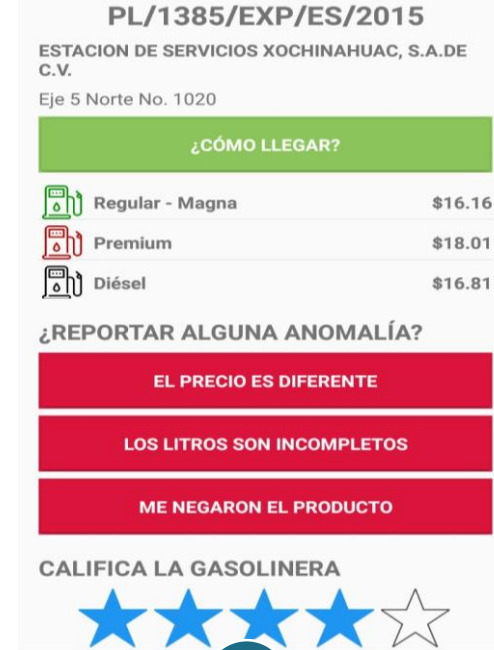 PL/1385/EXP/ES/2015
ESTACION DE SERVICIOS XOCHINAHUAC, S.A.DE
C.V.
Eje 5 Norte No. 1020
¿CÓMO LLEGAR?
Regular - Magna $16.16
Premium $18.01
Diésel $16.81
¿REPORTAR ALGUNA ANOMALÍA?
EL PRECIO ES DIFERENTE
LOS LITROS SON INCOMPLETOS
ME NEGARON EL PRODUCTO
CALIFICA LA GASOLINERA